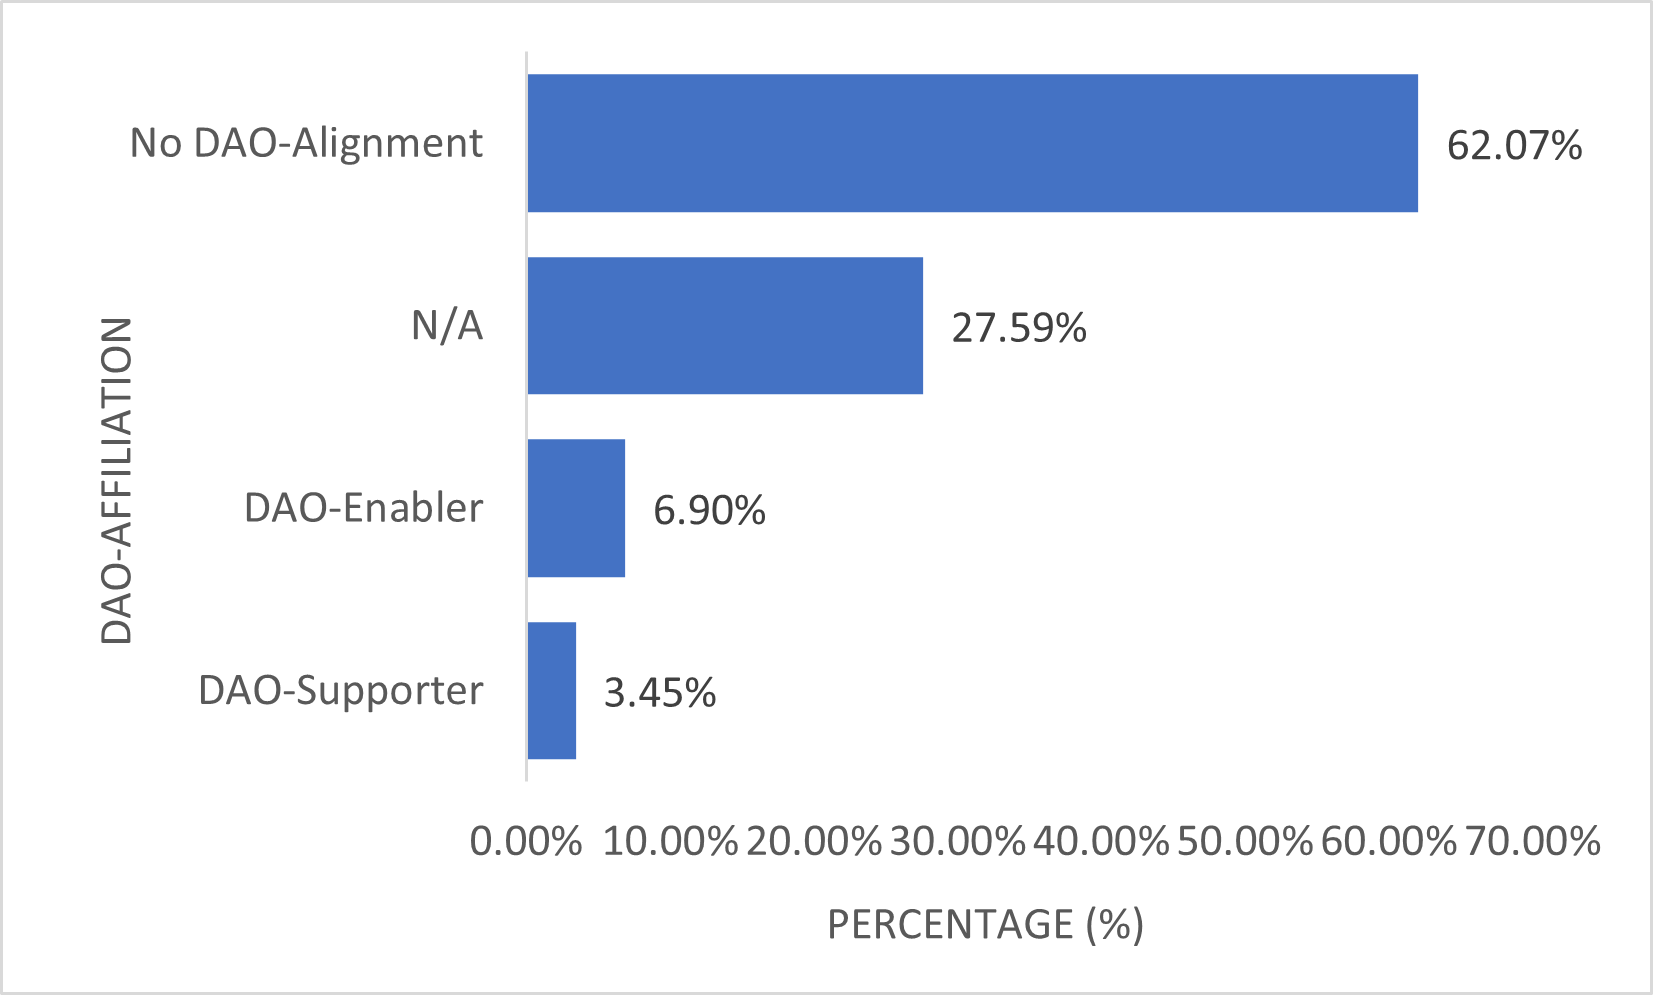 No DAO-Alignment
62.07%
N/A
27.59%
DAO-Enabler
6.90%
DAO-Supporter
3.45%
DAO-AFFILIATION
0.00% 10.00% 20.00% 30.00% 40.00% 50.00% 60.00% 70.00%
PERCENTAGE (%)